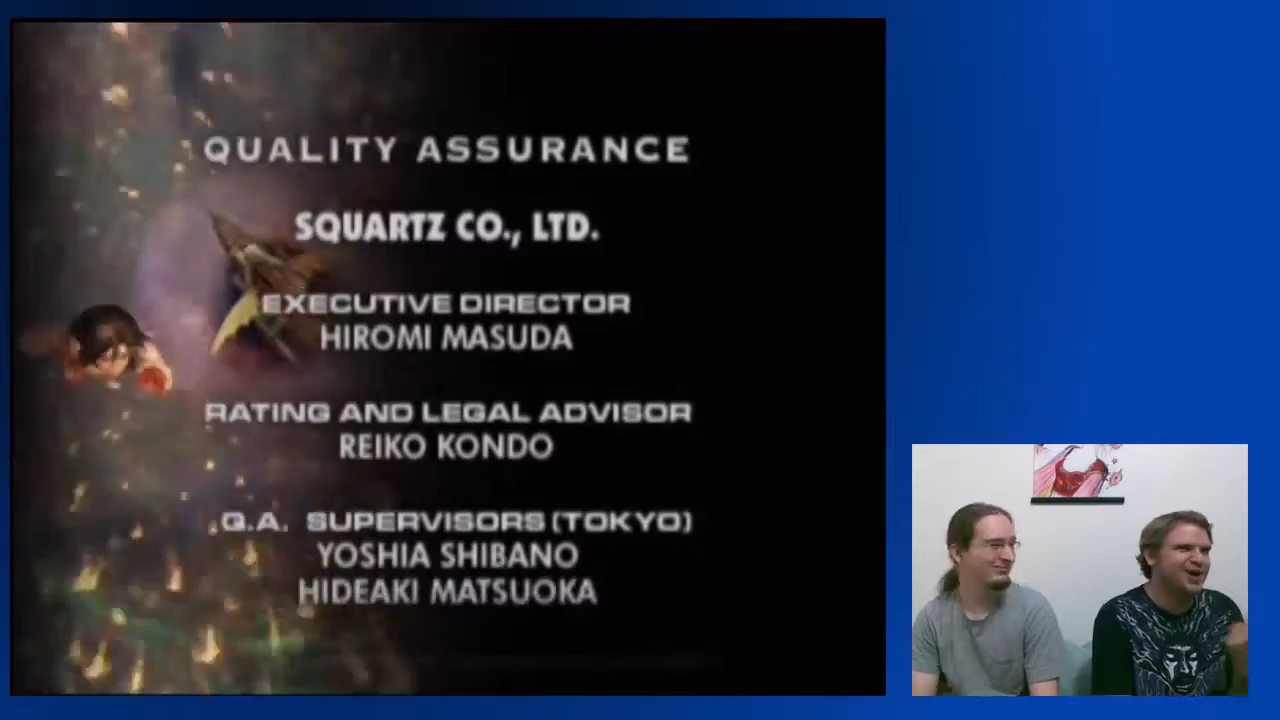 QUALITY ASSURANCE
SQUARTZ CO., LTD.
EXECUTIVE DIRECTOR
HIROMI MASUDA
RATING AND LEGAL ADVISOR
REIKO KONDO
Q.A. SUPERVISORS (TOKYO)
YOSHIA SHIBANO
HIDEAKI MATSUOKA